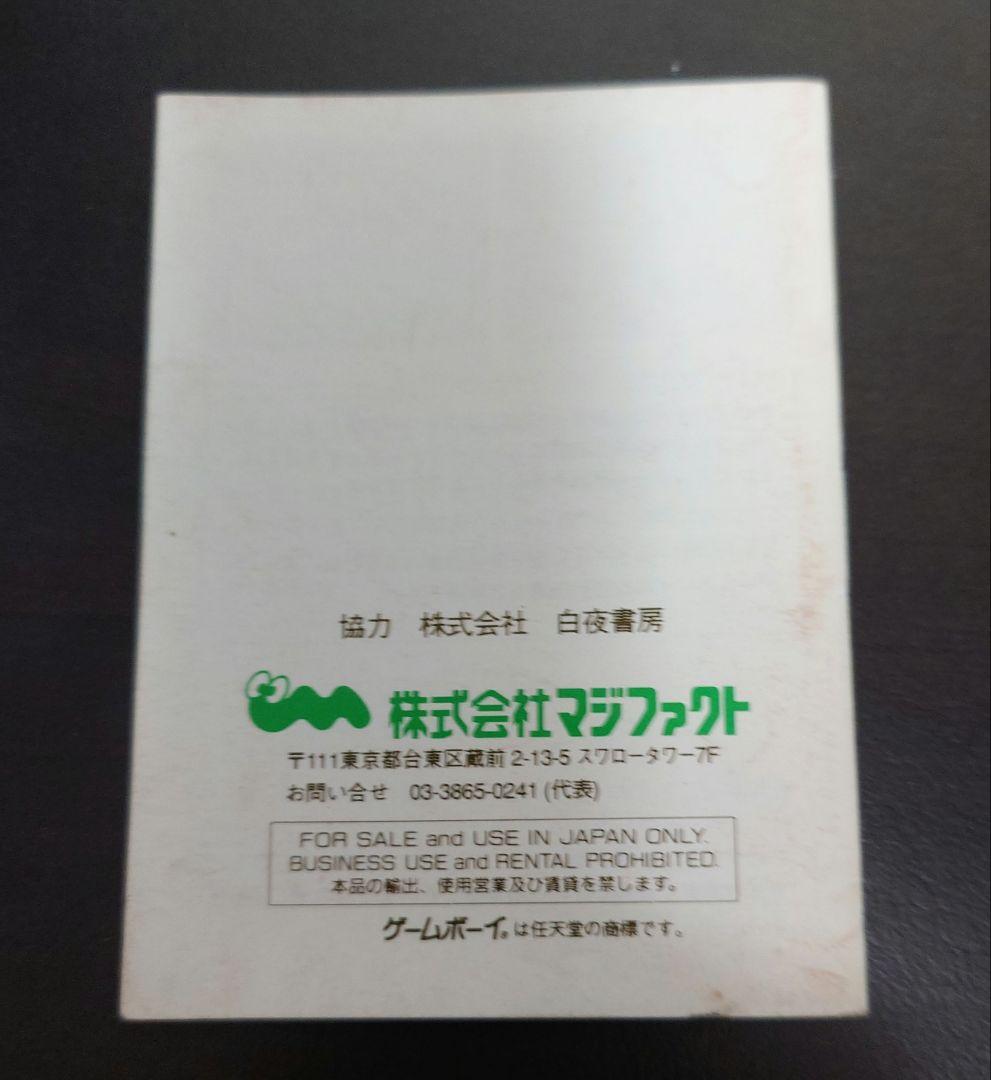 協力　株式会社　白夜書房
株式会社マジファクト
〒111東京都台東区蔵前2-13-5 スワロータワー7F
お問い合せ　03-3865-0241 (代表)
FOR SALE and USE IN JAPAN ONLY.
BUSINESS USE and RENTAL PROHIBITED.
本品の輸出、使用営業及び賃貸を禁じます。
ゲームボーイ®は任天堂の商標です。